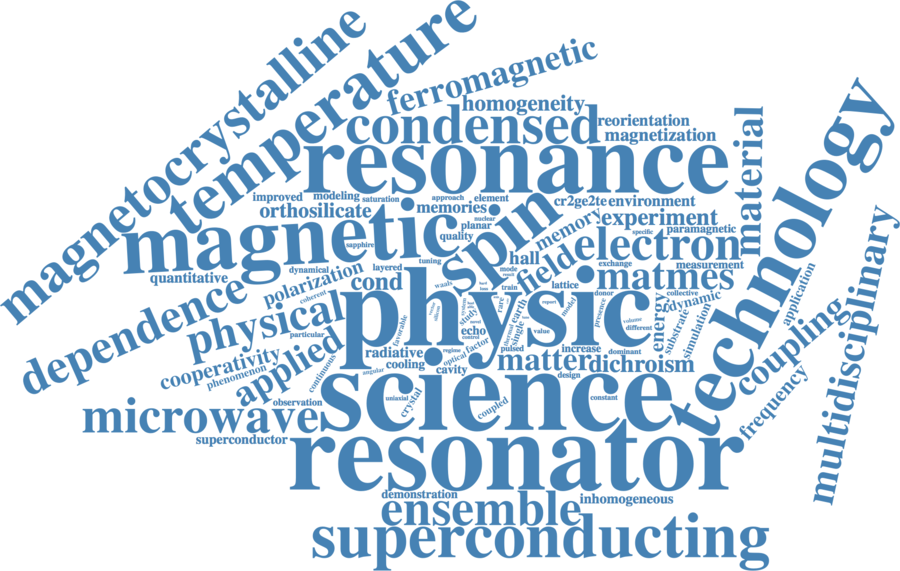 magnetocrystalline
temperature
ferromagnetic
homogeneity
condensed
reorientation
magnetization
resonance
material
technology
improved
modeling
saturation
approach
element
orthosilicate
memories
nuclear
cr2ge2te
environment
magnetic
spin
memory
experiment
planar
quality
specific
paramagnetic
sapphire
hall
electron
multidisciplinary
quantitative
dynamical
layered
tuning
mode
field
exchange
measurement
polarization
cond
matmes
dependence
coherent
physical
physic
lattice
donor
collective
dynamic
application
particular
favorable
study
rare
earth
single
report
model
presence
energy
substrate
simulation
coupling
echo
control
value
volume
different
cooperativity
phenomenon
applied
radiative
regime
optical
factor
pulsed
increase
dominant
continuous
angular
cooling
cavity
matter
dichroism
design
science
observation
uniaxial
crystal
coupled
constant
frequency
microwave
superconductor
resonator
demonstration
ensemble
inhomogeneous
superconducting